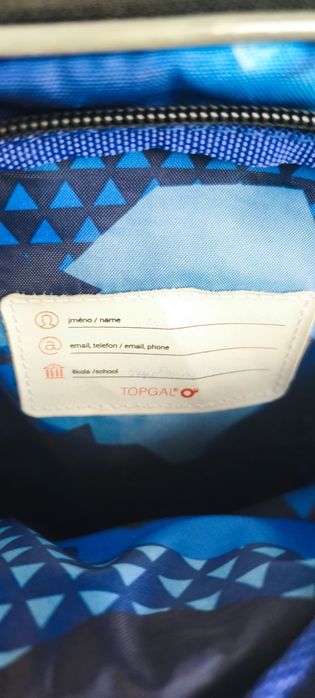 jméno / name
email, telefon / email, phone
škola /school
TOPGAL®